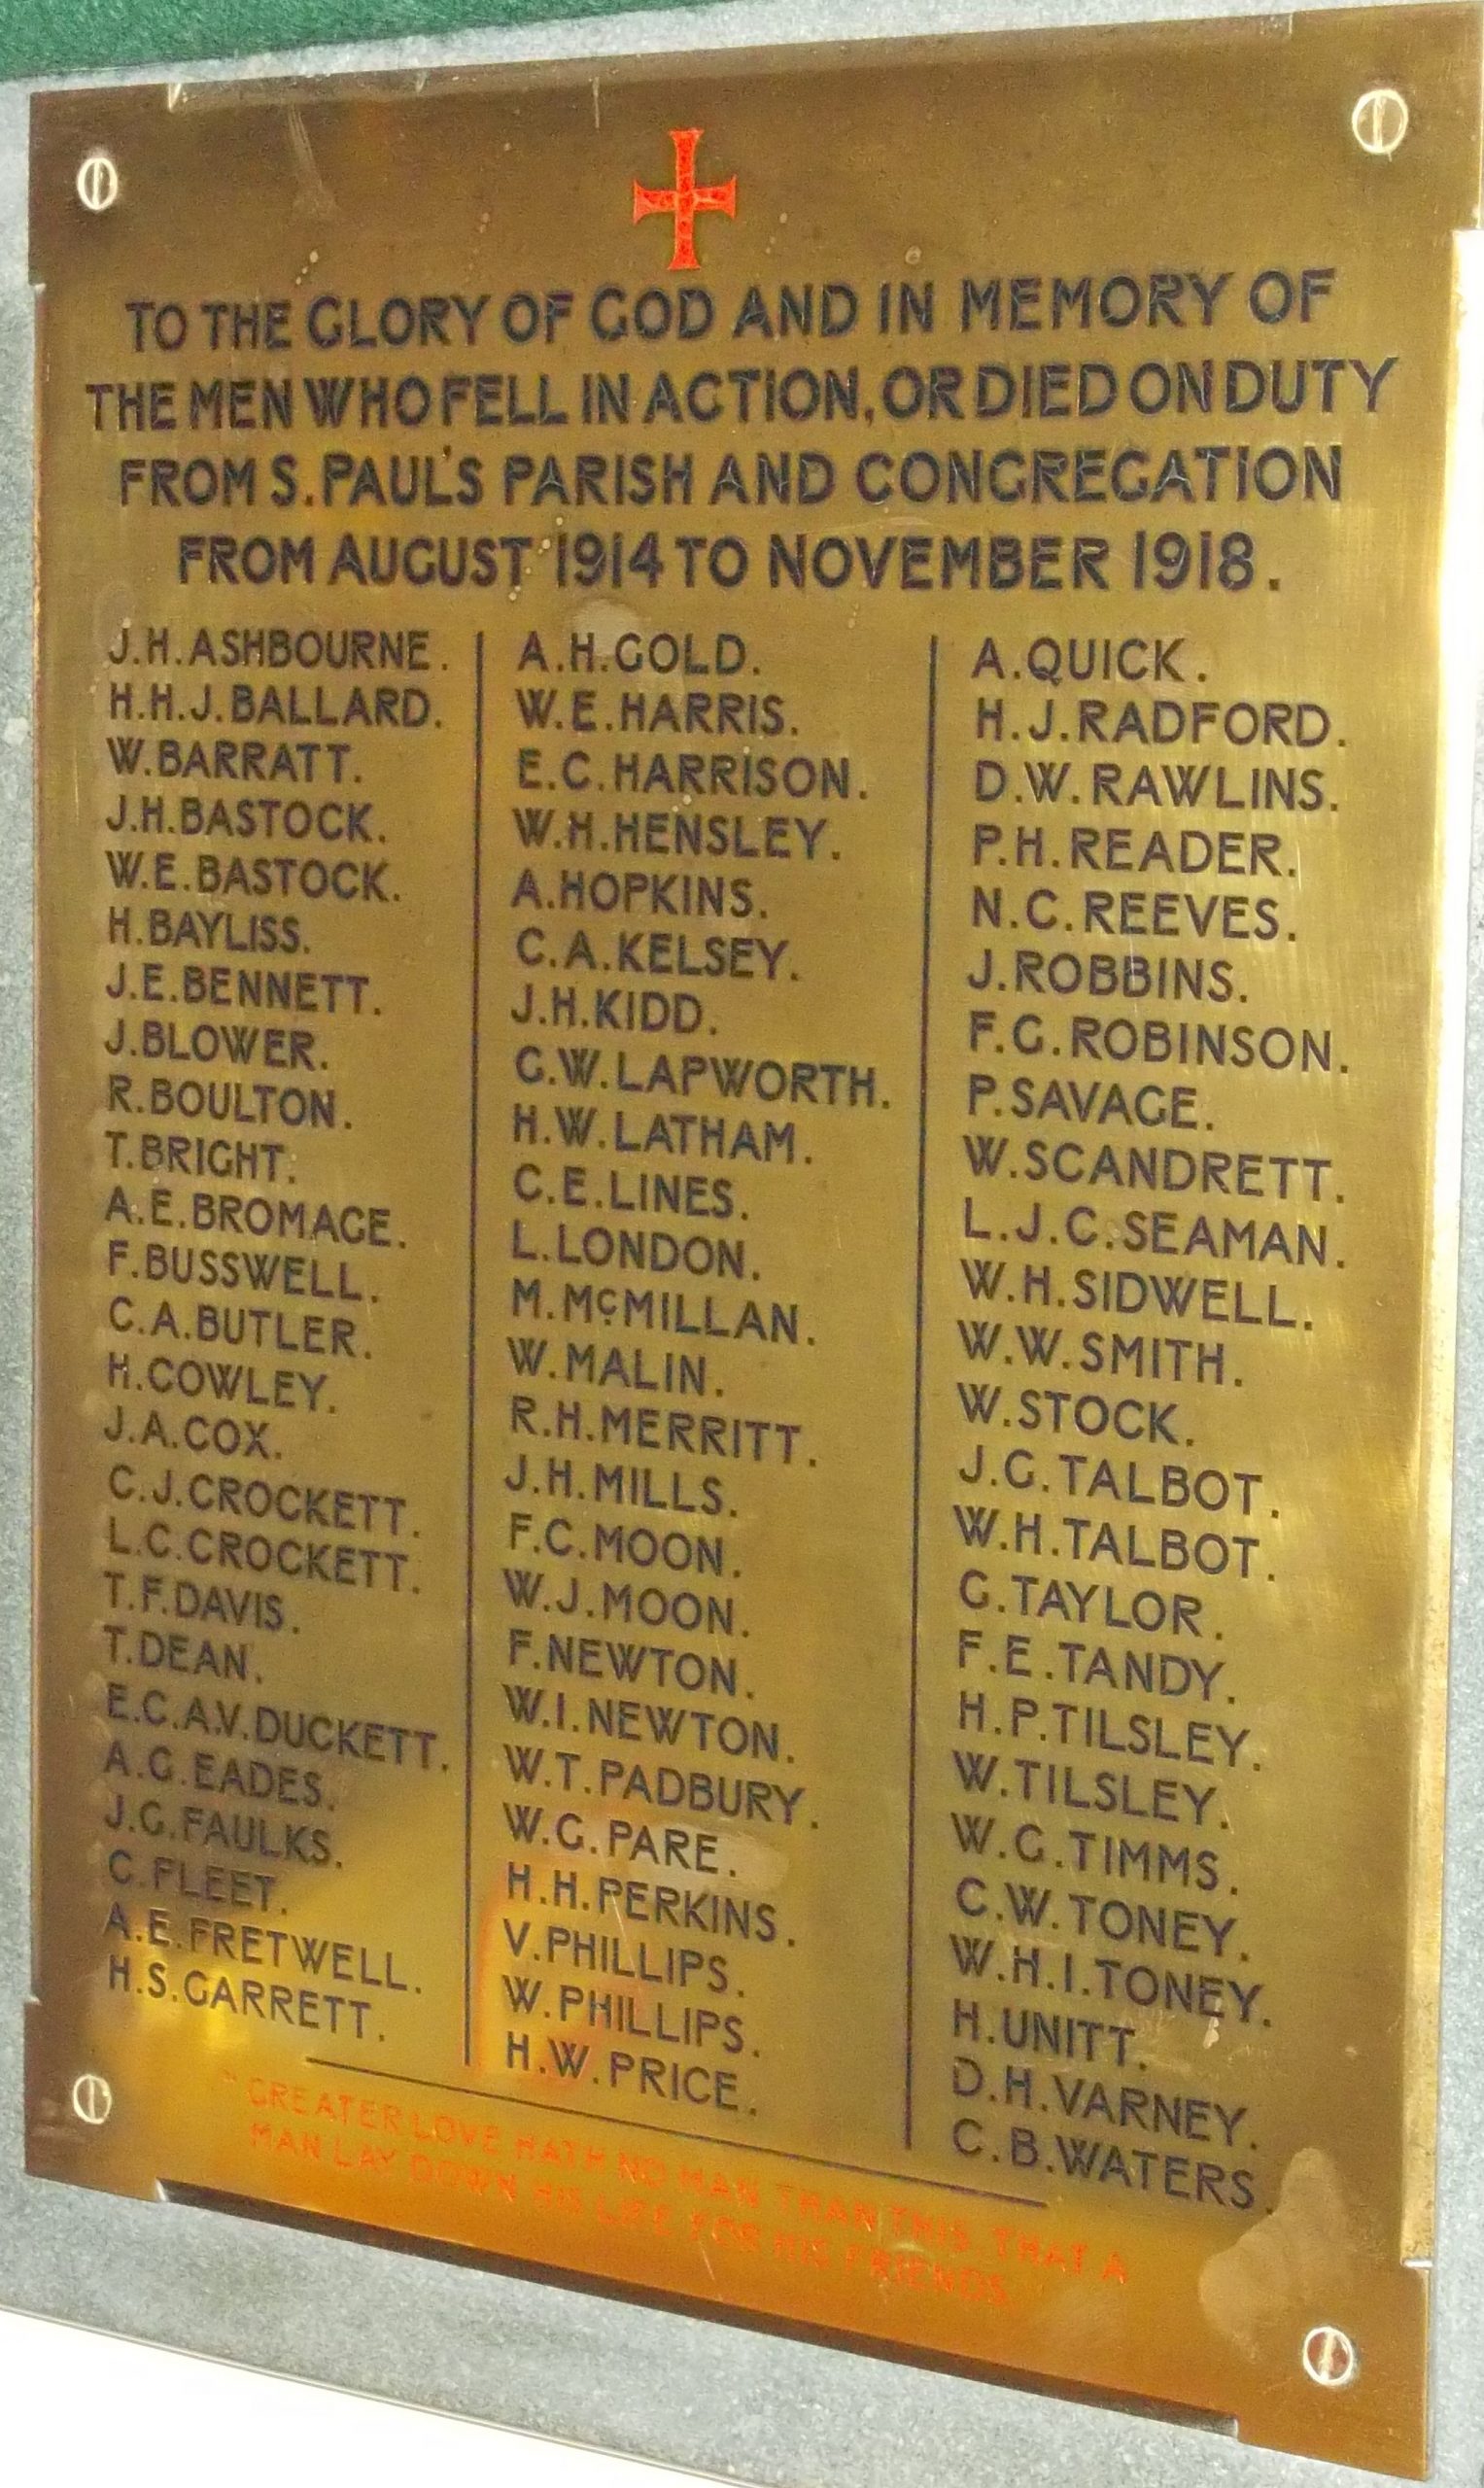 TO THE GLORY OF GOD AND IN MEMORY OF
THE MEN WHO FELL IN ACTION, OR DIED ON DUTY
FROM S. PAUL'S PARISH AND CONGREGATION
FROM AUGUST 1914 TO NOVEMBER 1918.
J.H.ASHBOURNE.
H.H.J.BALLARD.
W.BARRATT.
J.H.BASTOCK.
W.E.BASTOCK.
H.BAYLISS.
J.E.BENNETT.
J.BLOWER.
R.BOULTON.
T.BRIGHT.
A.E.BROMAGE.
F.BUSSWELL.
C.A.BUTLER.
H.COWLEY.
J.A.COX.
C.J.CROCKETT.
L.C.CROCKETT.
T.F.DAVIS.
T.DEAN.
E.C.A.V.DUCKETT.
A.G.EADES.
J.G.FAULKS.
C.FLEET.
A.E.FRETWELL.
H.S.GARRETT.
A.H.GOLD.
W.E.HARRIS.
E.C.HARRISON.
W.H.HENSLEY.
A.HOPKINS.
C.A.KELSEY.
J.H.KIDD.
G.W.LAPWORTH.
H.W.LATHAM.
C.E.LINES.
L.LONDON.
M.McMILLAN.
W.MALIN.
R.H.MERRITT.
J.H.MILLS.
F.C.MOON.
W.J.MOON.
F.NEWTON.
W.I.NEWTON.
W.T.PADBURY.
W.G.PARE.
H.H.PERKINS.
V.PHILLIPS.
W.PHILLIPS.
H.W.PRICE.
A.QUICK.
H.J.RADFORD.
D.W.RAWLINS.
P.H.READER.
N.C.REEVES.
J.ROBBINS.
F.G.ROBINSON.
P.SAVAGE.
W.SCANDRETT.
L.J.C.SEAMAN.
W.H.SIDWELL.
W.W.SMITH.
W.STOCK.
J.G.TALBOT.
W.H.TALBOT.
G.TAYLOR.
F.E.TANDY.
H.P.TILSLEY.
W.TILSLEY.
W.G.TIMMS.
C.W.TONEY.
W.H.I.TONEY.
H.UNITT.
D.H.VARNEY.
C.B.WATERS.
"GREATER LOVE HATH NO MAN THAN THIS THAT A
MAN LAY DOWN HIS LIFE FOR HIS FRIENDS